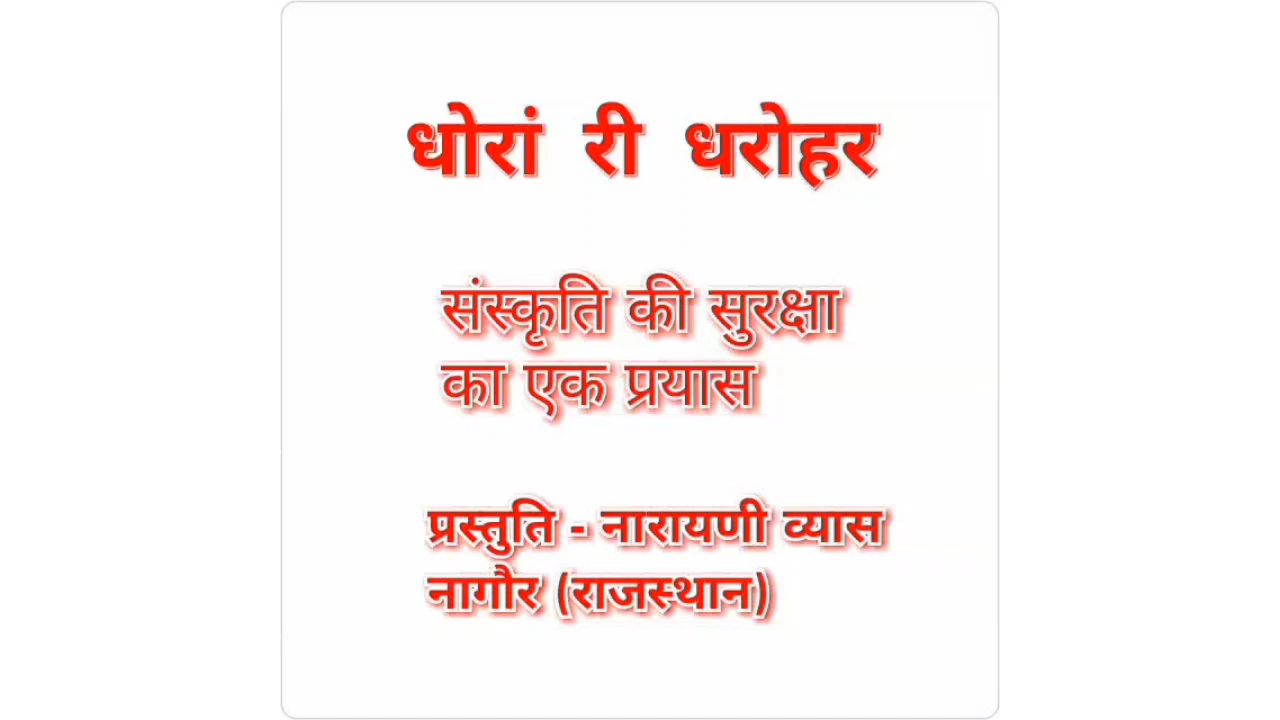 धोरां री धरोहर
संस्कृति की सुरक्षा
का एक प्रयास
प्रस्तुति - नारायणी व्यास
नागौर (राजस्थान)